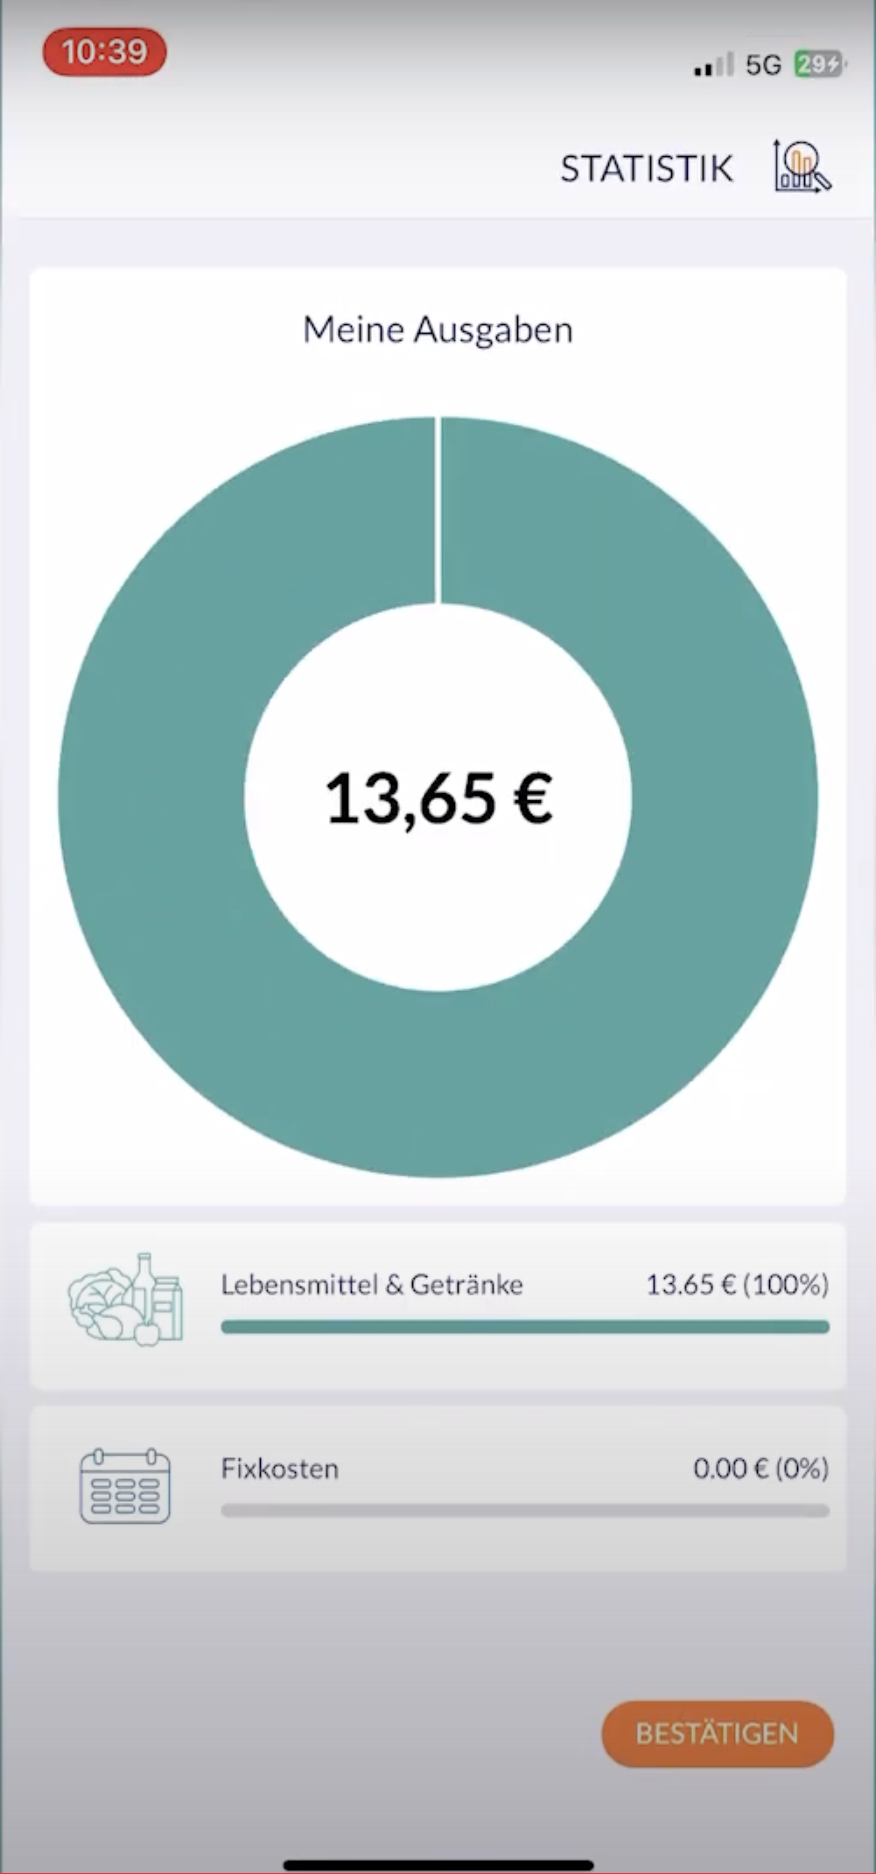 10:39
5G 29
STATISTIK
Meine Ausgaben
13,65 €
Lebensmittel & Getränke 13.65 € (100%)
Fixkosten 0.00 € (0%)
BESTÄTIGEN